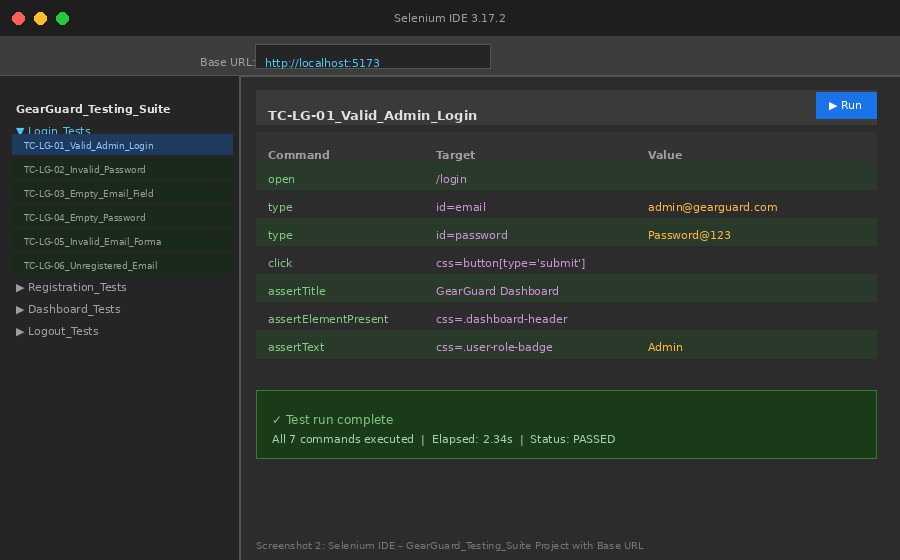 Selenium IDE 3.17.2
Base URL: http://localhost:5173
GearGuard_Testing_Suite
▼ Login_Tests
TC-LG-01_Valid_Admin_Login
TC-LG-02_Invalid_Password
TC-LG-03_Empty_Email_Field
TC-LG-04_Empty_Password
TC-LG-05_Invalid_Email_Forma
TC-LG-06_Unregistered_Email
▶ Registration_Tests
▶ Dashboard_Tests
▶ Logout_Tests
TC-LG-01_Valid_Admin_Login
▶ Run
Command Target Value
open /login
type id=email admin@gearguard.com
type id=password Password@123
click css=button[type='submit']
assertTitle GearGuard Dashboard
assertElementPresent css=.dashboard-header
assertText css=.user-role-badge Admin
✓ Test run complete
All 7 commands executed | Elapsed: 2.34s | Status: PASSED
Screenshot 2: Selenium IDE – GearGuard_Testing_Suite Project with Base URL